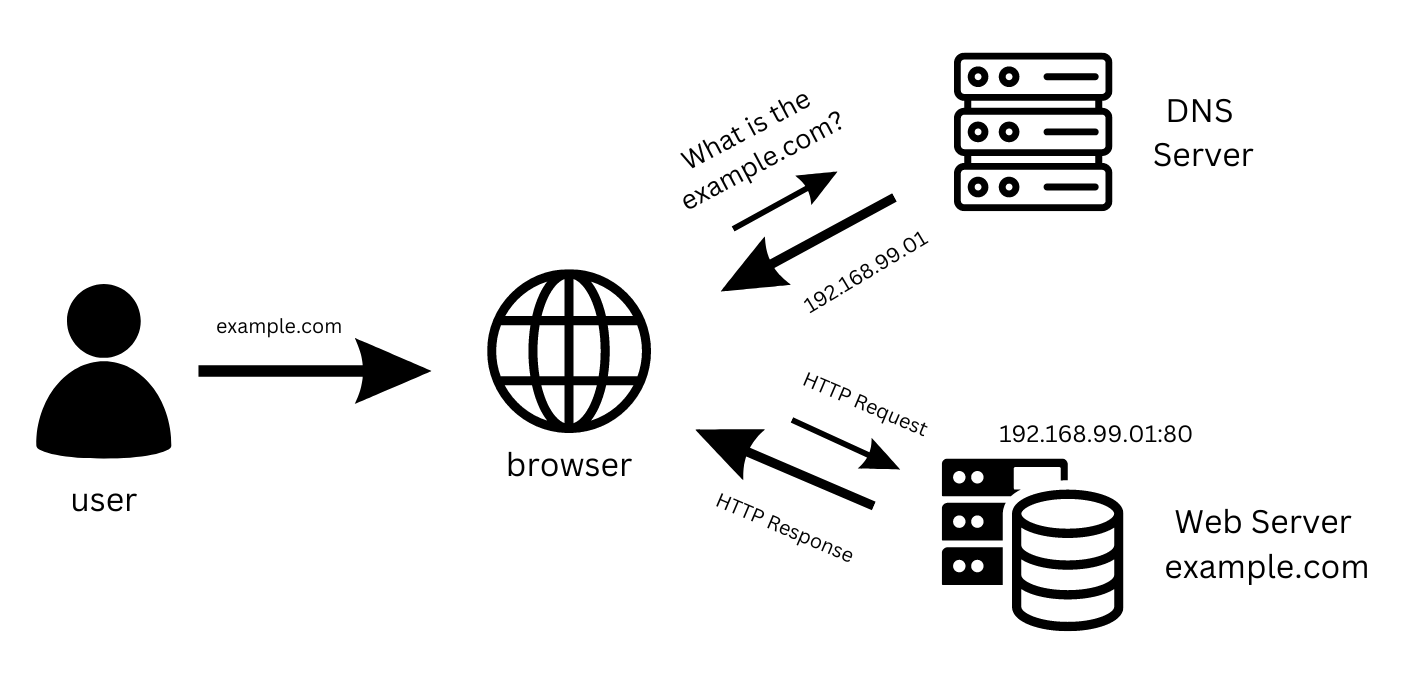 What is the
example.com?
DNS
Server
192.168.99.01
example.com
user
browser
HTTP Request
HTTP Response
192.168.99.01:80
Web Server
example.com